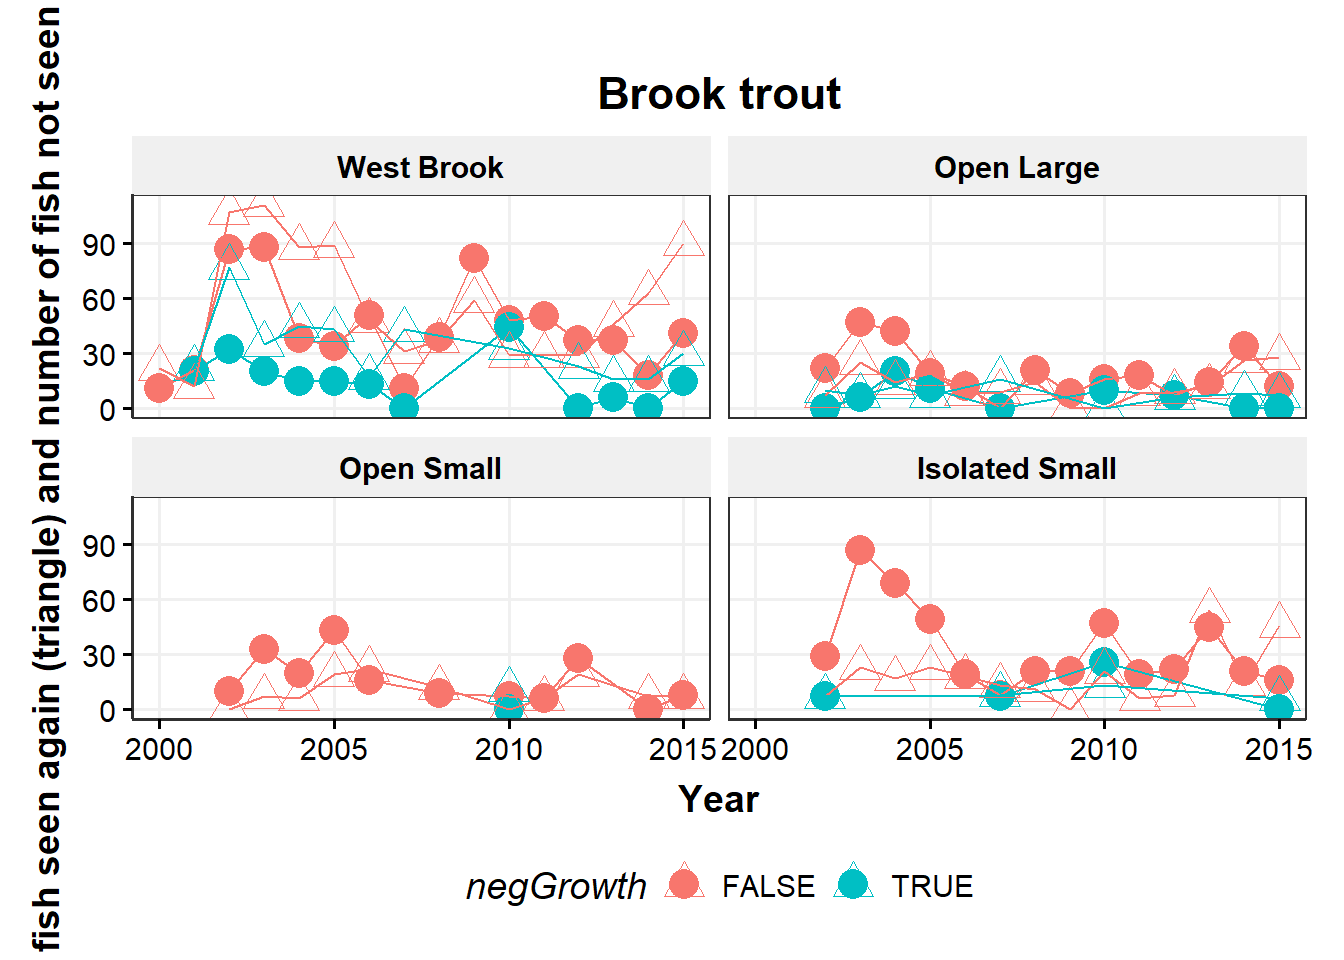 Brook trout
fish seen again (triangle) and number of fish not seen
West Brook
Open Large
90
60
30
0
Open Small
Isolated Small
90
60
30
0
2000 2005 2010 2015 2000 2005 2010 2015
Year
negGrowth FALSE TRUE